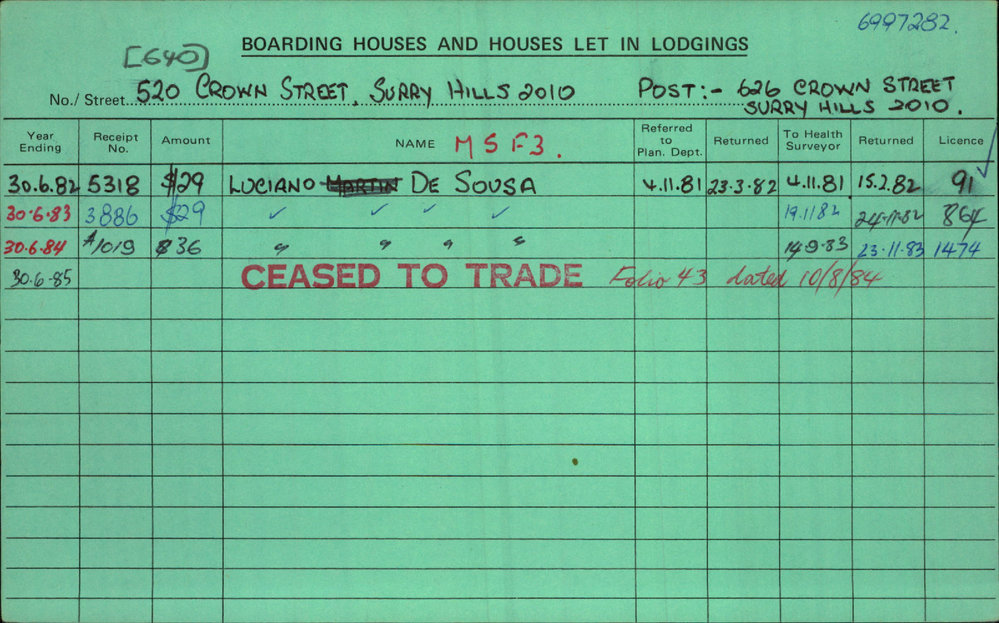 6997282.
[640]
BOARDING HOUSES AND HOUSES LET IN LODGINGS
No./ Street 520 CROWN STREET, SURRY HILLS 2010 POST:- 626 CROWN STREET
SURRY HILLS 2010.
Year Ending Receipt No. Amount NAME M S F3. Referred to Plan. Dept. Returned To Health Surveyor Returned Licence
30.6.82 5318 $29 LUCIANO MARTIN DE SOUSA 4.11.81 23.3.82 4.11.81 15.2.82 91 ✓
30.6.83 3886 $29 ✓ ✓ ✓ ✓ 19.11.82 24.11.82 864
30.6.84 1019 $36 " " " " 14.9.83 23.11.83 1474
30.6.85 CEASED TO TRADE Folio 43 dated 10/8/84